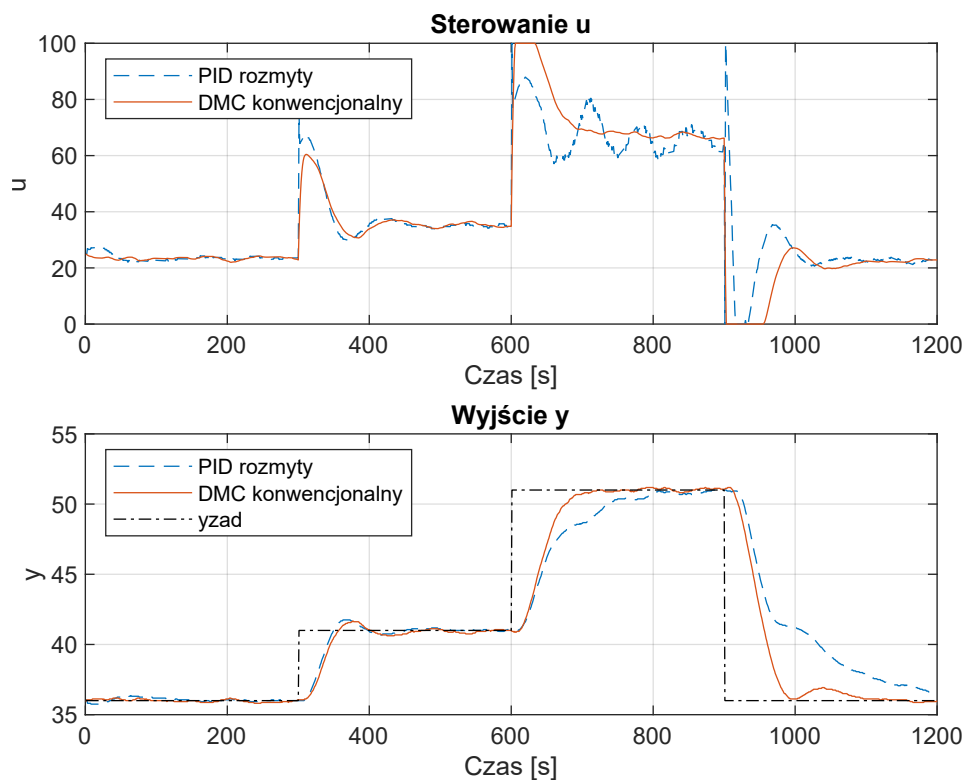 Sterowanie u
u
100
80
60
40
20
0
PID rozmyty
DMC konwencjonalny
0 200 400 600 800 1000 1200
Czas [s]
Wyjście y
y
55
50
45
40
35
PID rozmyty
DMC konwencjonalny
yzad
0 200 400 600 800 1000 1200
Czas [s]